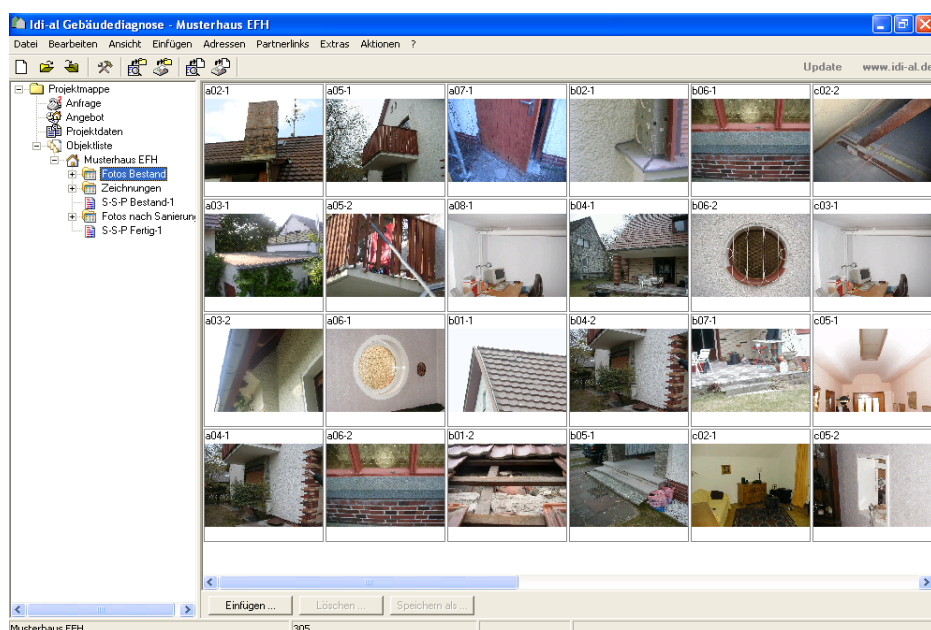 Idi-al Gebäudediagnose - Musterhaus EFH
Datei Bearbeiten Ansicht Einfügen Adressen Partnerlinks Extras Aktionen ?
Update www.idi-al.de
Projektmappe
Anfrage
Angebot
Projektdaten
Objektliste
Musterhaus EFH
Fotos Bestand
Zeichnungen
S-S-P Bestand-1
Fotos nach Sanierung
S-S-P Fertig-1
a02-1 a05-1 a07-1 b02-1 b06-1 c02-2
a03-1 a05-2 a08-1 b04-1 b06-2 c03-1
a03-2 a06-1 b01-1 b04-2 b07-1 c05-1
a04-1 a06-2 b01-2 b05-1 c02-1 c05-2
Einfügen ... Löschen ... Speichern als ...
Musterhaus EFH 305